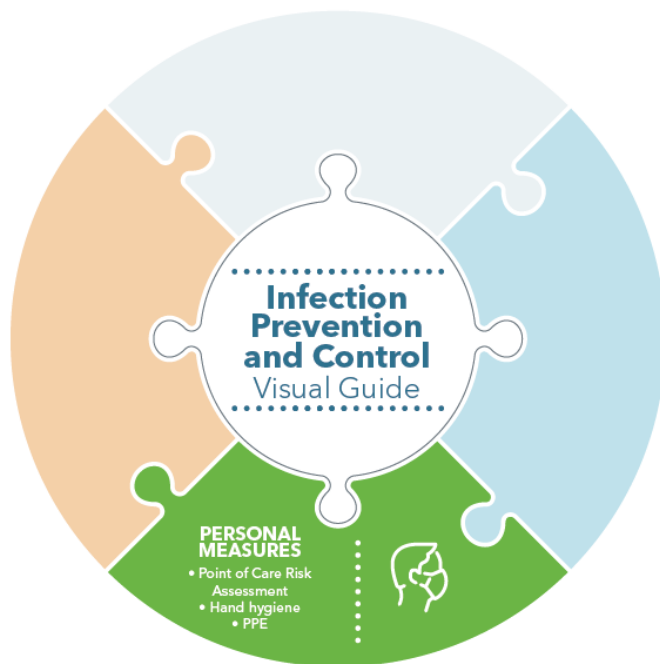 Infection
Prevention
and Control
Visual Guide
PERSONAL
MEASURES
• Point of Care Risk
Assessment
• Hand hygiene
• PPE